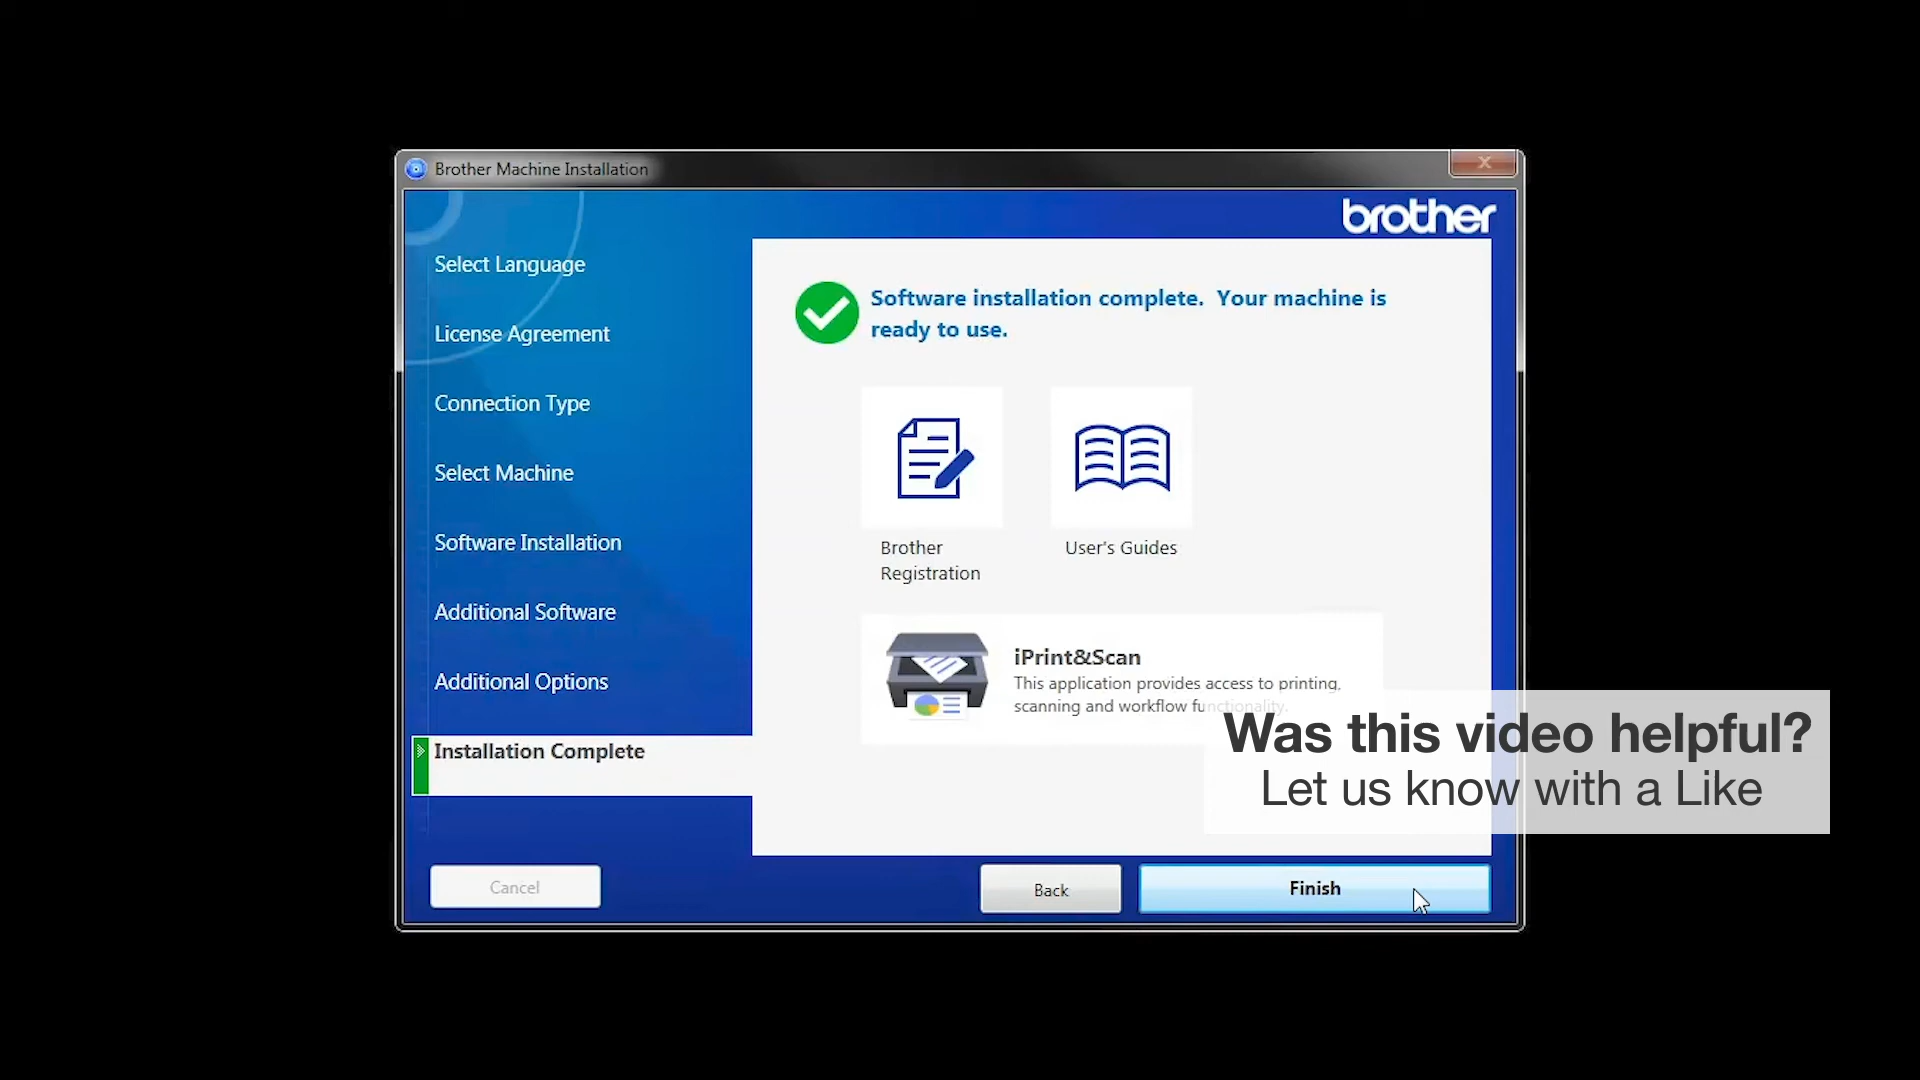 Brother Machine Installation
brother
Select Language
License Agreement
Connection Type
Select Machine
Software Installation
Additional Software
Additional Options
Installation Complete
Software installation complete. Your machine is
ready to use.
Brother
Registration
User's Guides
iPrint&Scan
This application provides access to printing,
scanning and workflow functionality.
Was this video helpful?
Let us know with a Like
Cancel
Back
Finish